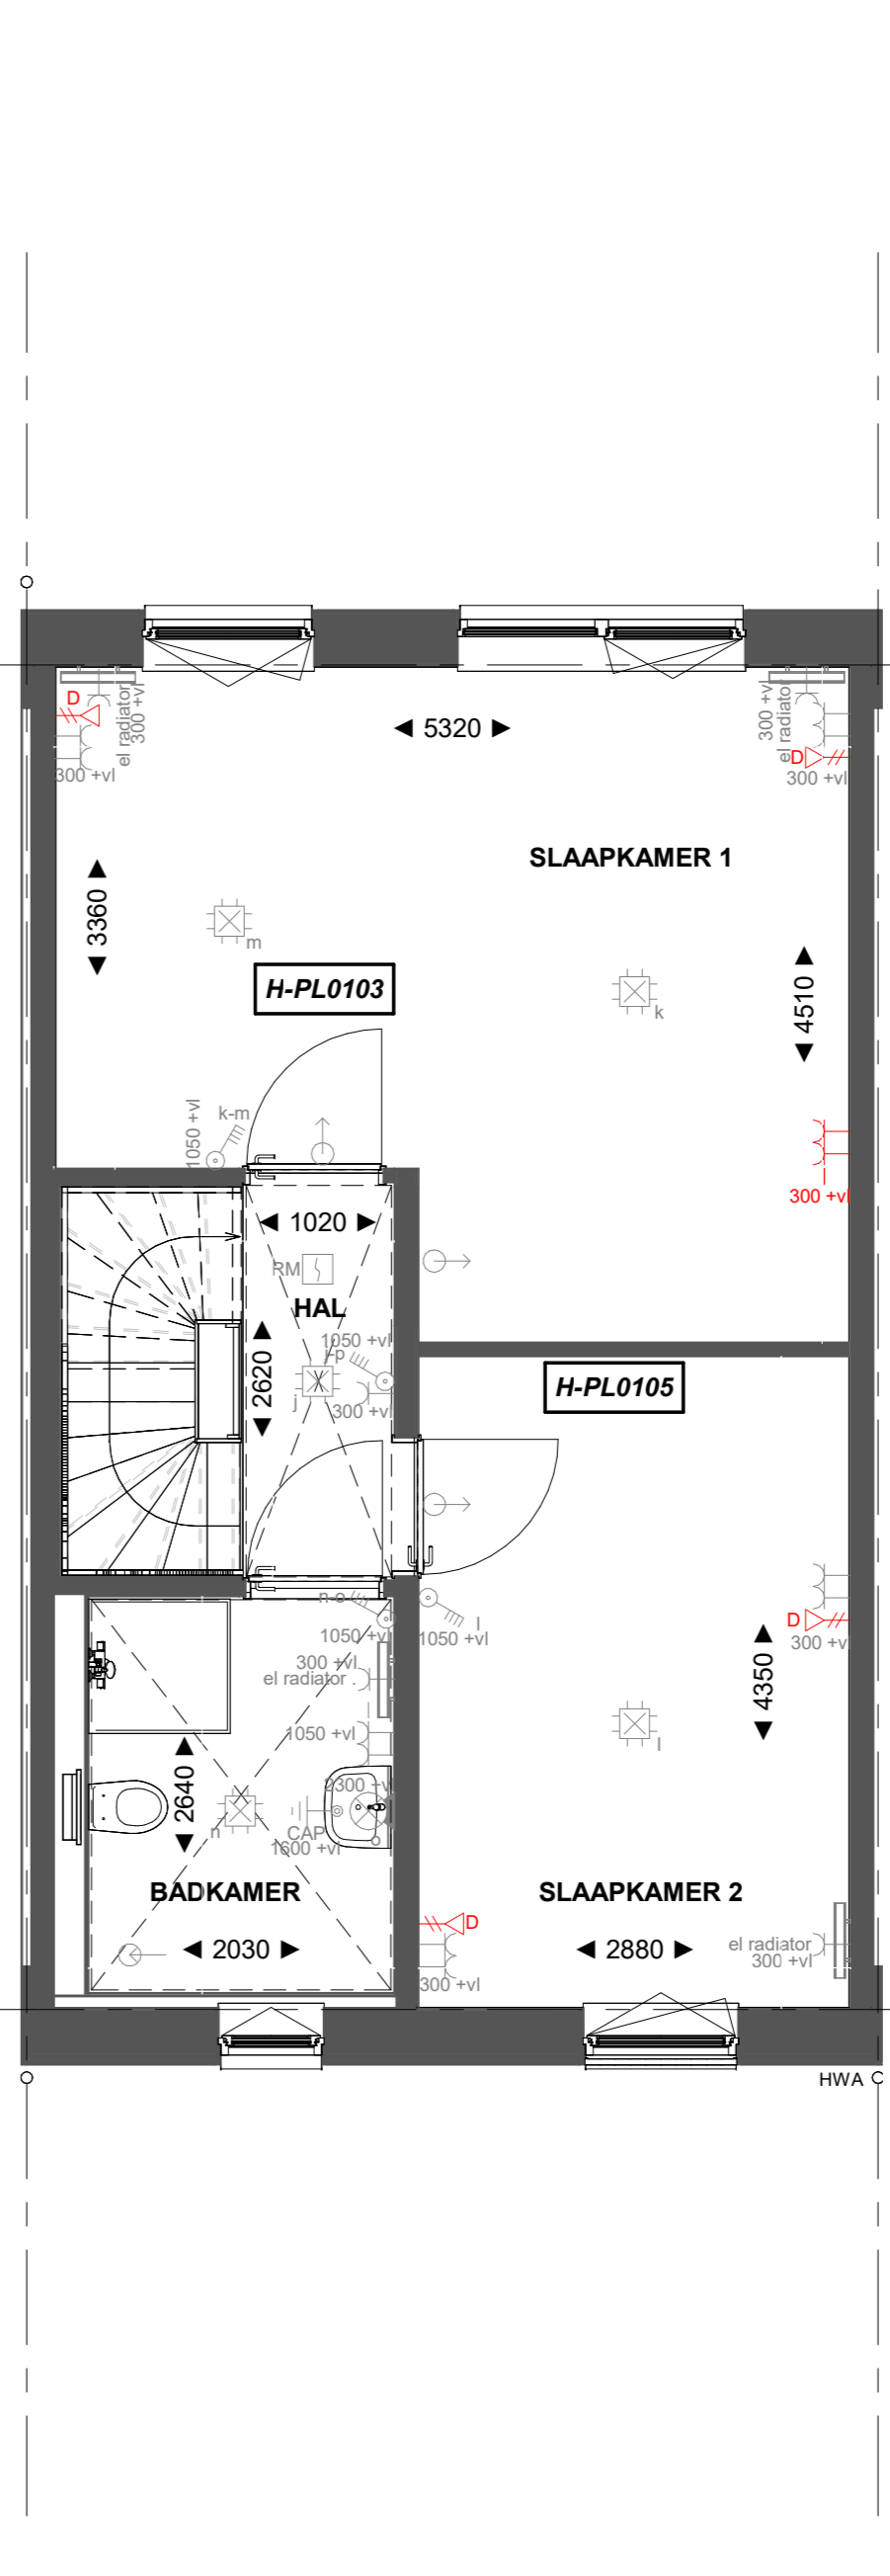 D
el radiator
300 +vl
300 +vl
5320
300 +vl
el radiator
D
300 +vl
SLAAPKAMER 1
3360
m
H-PL0103
k
4510
1050 +vl
k-m
300 +vl
1020
RM
HAL
1050 +vl
j-p
2620
j
300 +vl
H-PL0105
n-o
1050 +vl
l
1050 +vl
D
300 +vl
300 +vl
el radiator .
1050 +vl
4350
l
2300 +vl
2640
n
CAP
1600 +vl
o
BADKAMER
SLAAPKAMER 2
D
2030
2880
el radiator
300 +vl
300 +vl
HWA